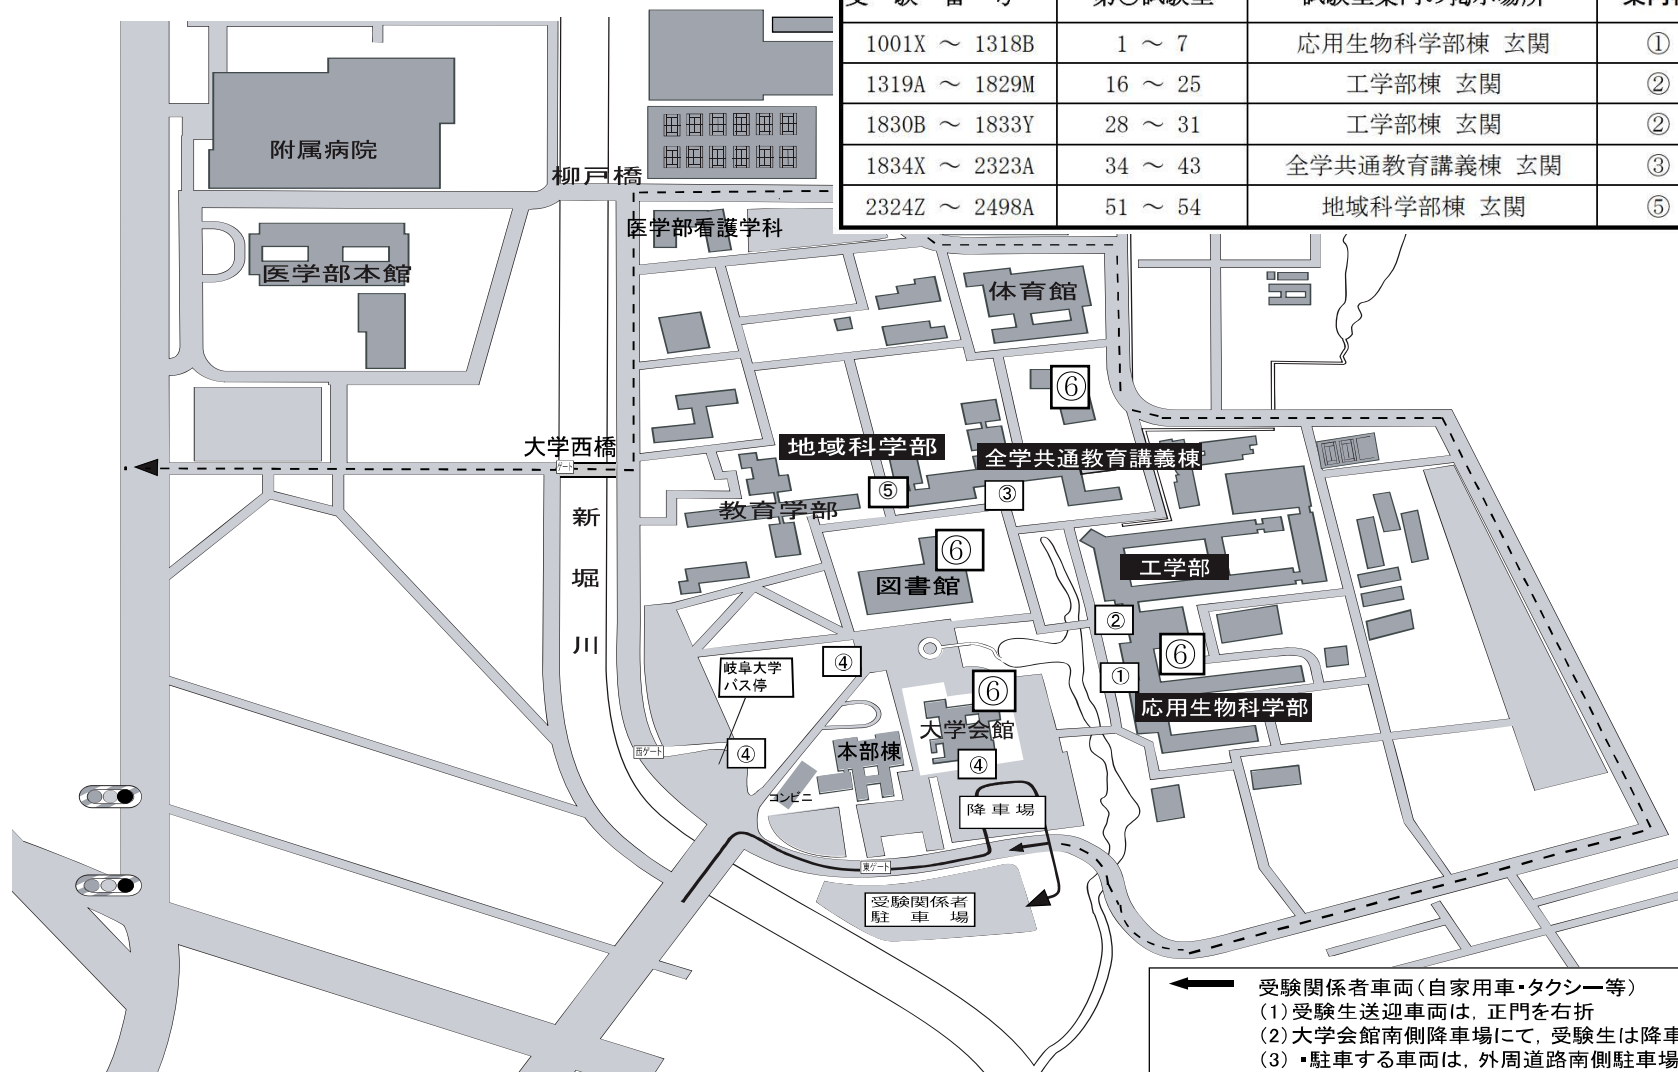 1001X ～ 1318B 1 ～ 7 応用生物科学部棟 玄関 ①
1319A ～ 1829M 16 ～ 25 工学部棟 玄関 ②
1830B ～ 1833Y 28 ～ 31 工学部棟 玄関 ②
1834X ～ 2323A 34 ～ 43 全学共通教育講義棟 玄関 ③
2324Z ～ 2498A 51 ～ 54 地域科学部棟 玄関 ⑤
附属病院
柳戸橋
医学部看護学科
医学部本館
体育館
⑥
大学西橋
ゲート
地域科学部
全学共通教育講義棟
⑤
③
教育学部
新堀川
⑥
図書館
工学部
②
⑥
①
応用生物科学部
岐阜大学
バス停
④
⑥
大学会館
西ゲート
④
本部棟
④
コンビニ
降車場
東ゲート
受験関係者
駐車場
受験関係者車両（自家用車・タクシー等）
（1）受験生送迎車両は，正門を右折
（2）大学会館南側降車場にて，受験生は降車
（3）・駐車する車両は，外周道路南側駐車場